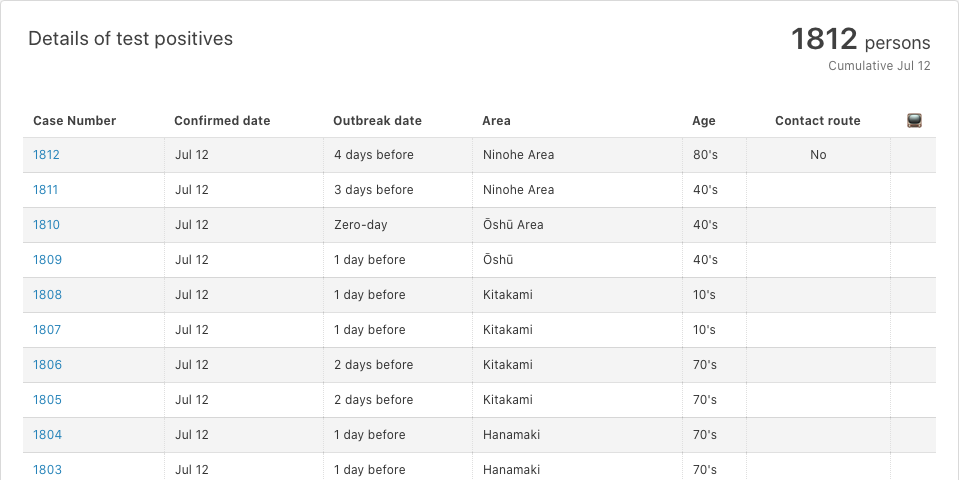 Details of test positives
1812 persons
Cumulative Jul 12
Case Number Confirmed date Outbreak date Area Age Contact route
1812 Jul 12 4 days before Ninohe Area 80's No
1811 Jul 12 3 days before Ninohe Area 40's
1810 Jul 12 Zero-day Ōshū Area 40's
1809 Jul 12 1 day before Ōshū 40's
1808 Jul 12 1 day before Kitakami 10's
1807 Jul 12 1 day before Kitakami 10's
1806 Jul 12 2 days before Kitakami 70's
1805 Jul 12 2 days before Kitakami 70's
1804 Jul 12 1 day before Hanamaki 70's
1803 Jul 12 1 day before Hanamaki 70's